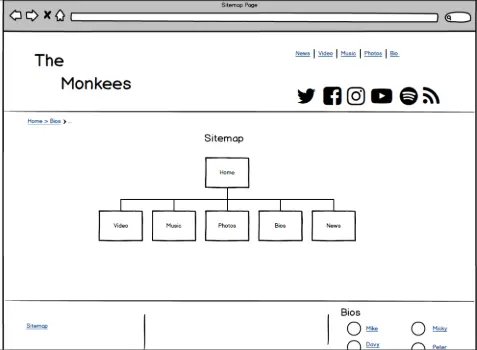 Sitemap Page
The
Monkees
News | Video | Music | Photos | Bio
Home > Bios > ..
Sitemap
Home
Video
Music
Photos
Bios
News
Sitemap
Bios
Mike
Micky
Davy
Peter